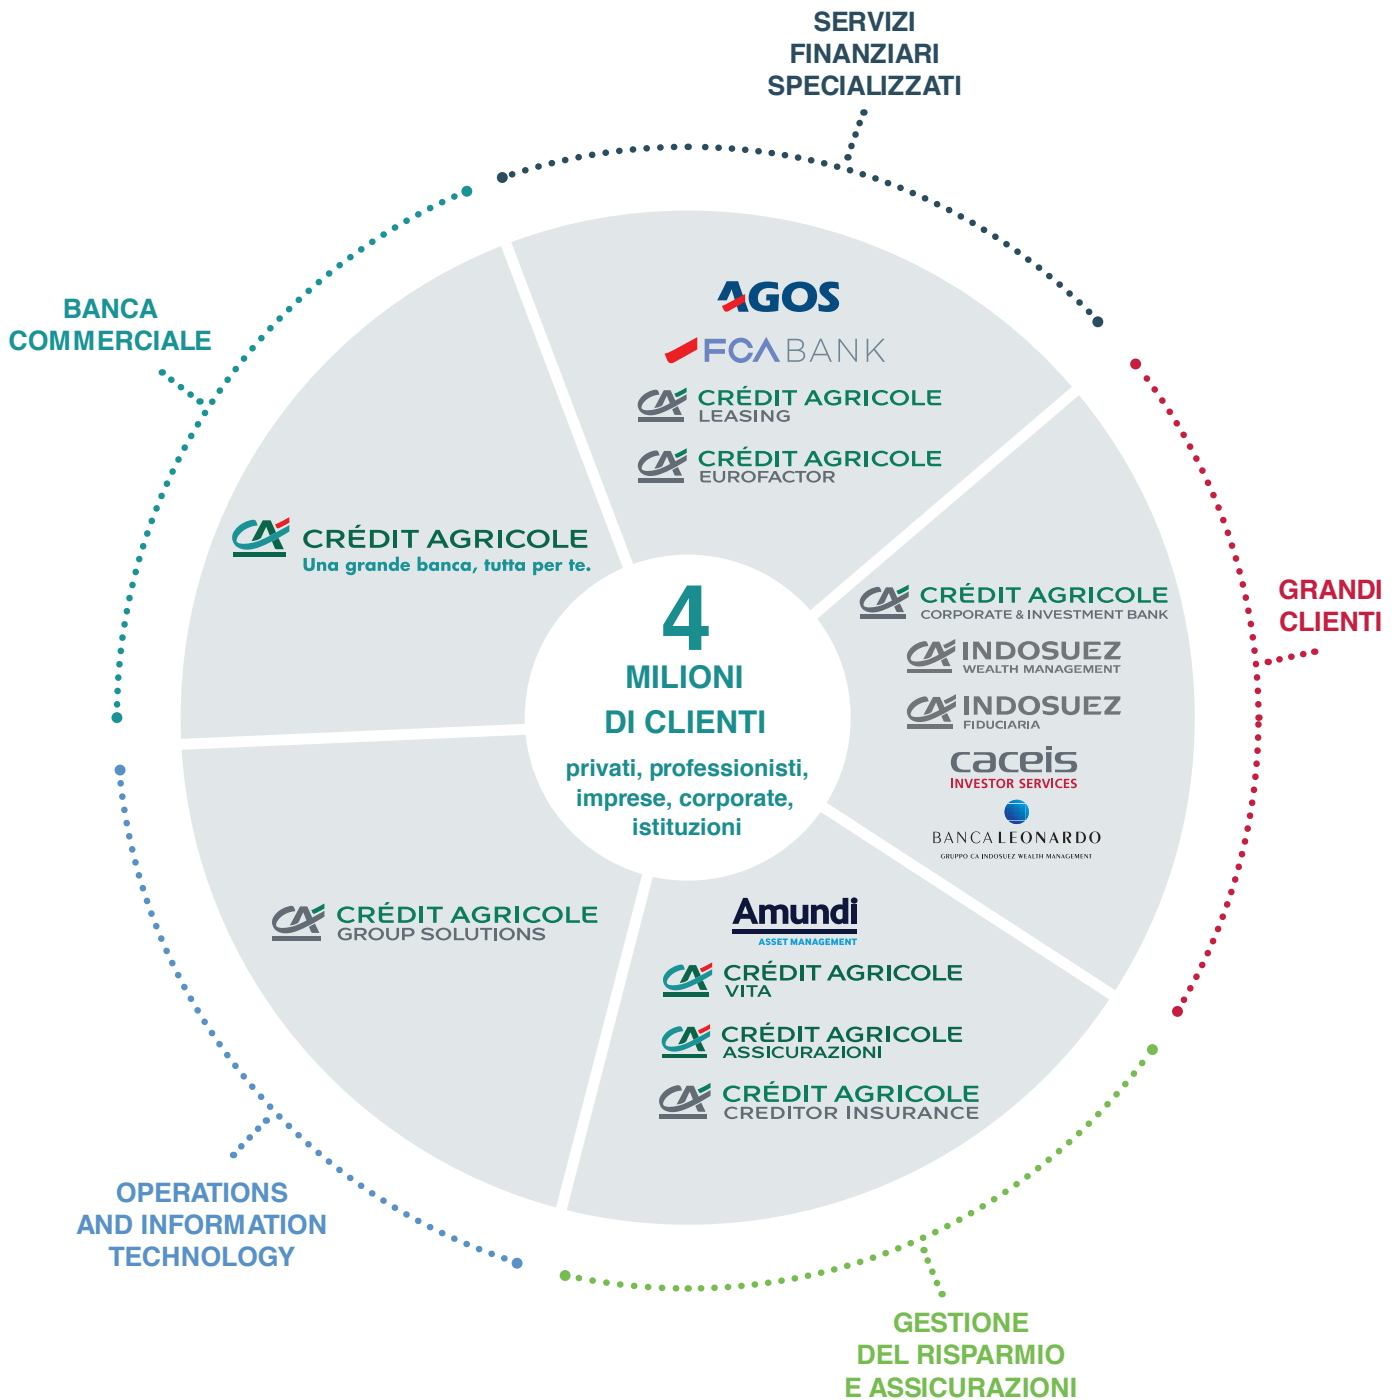 SERVIZI
FINANZIARI
SPECIALIZZATI
BANCA
COMMERCIALE
AGOS
FCA BANK
CRÉDIT AGRICOLE
LEASING
CRÉDIT AGRICOLE
EUROFACTOR
CRÉDIT AGRICOLE
Una grande banca, tutta per te.
4
MILIONI
DI CLIENTI
privati, professionisti,
imprese, corporate,
istituzioni
GRANDI
CLIENTI
CRÉDIT AGRICOLE
CORPORATE & INVESTMENT BANK
INDOSUEZ
WEALTH MANAGEMENT
INDOSUEZ
FIDUCIARIA
caceis
INVESTOR SERVICES
BANCA LEONARDO
GRUPPO CA INDOSUEZ WEALTH MANAGEMENT
CRÉDIT AGRICOLE
GROUP SOLUTIONS
Amundi
ASSET MANAGEMENT
CRÉDIT AGRICOLE
VITA
CRÉDIT AGRICOLE
ASSICURAZIONI
CRÉDIT AGRICOLE
CREDITOR INSURANCE
OPERATIONS
AND INFORMATION
TECHNOLOGY
GESTIONE
DEL RISPARMIO
E ASSICURAZIONI